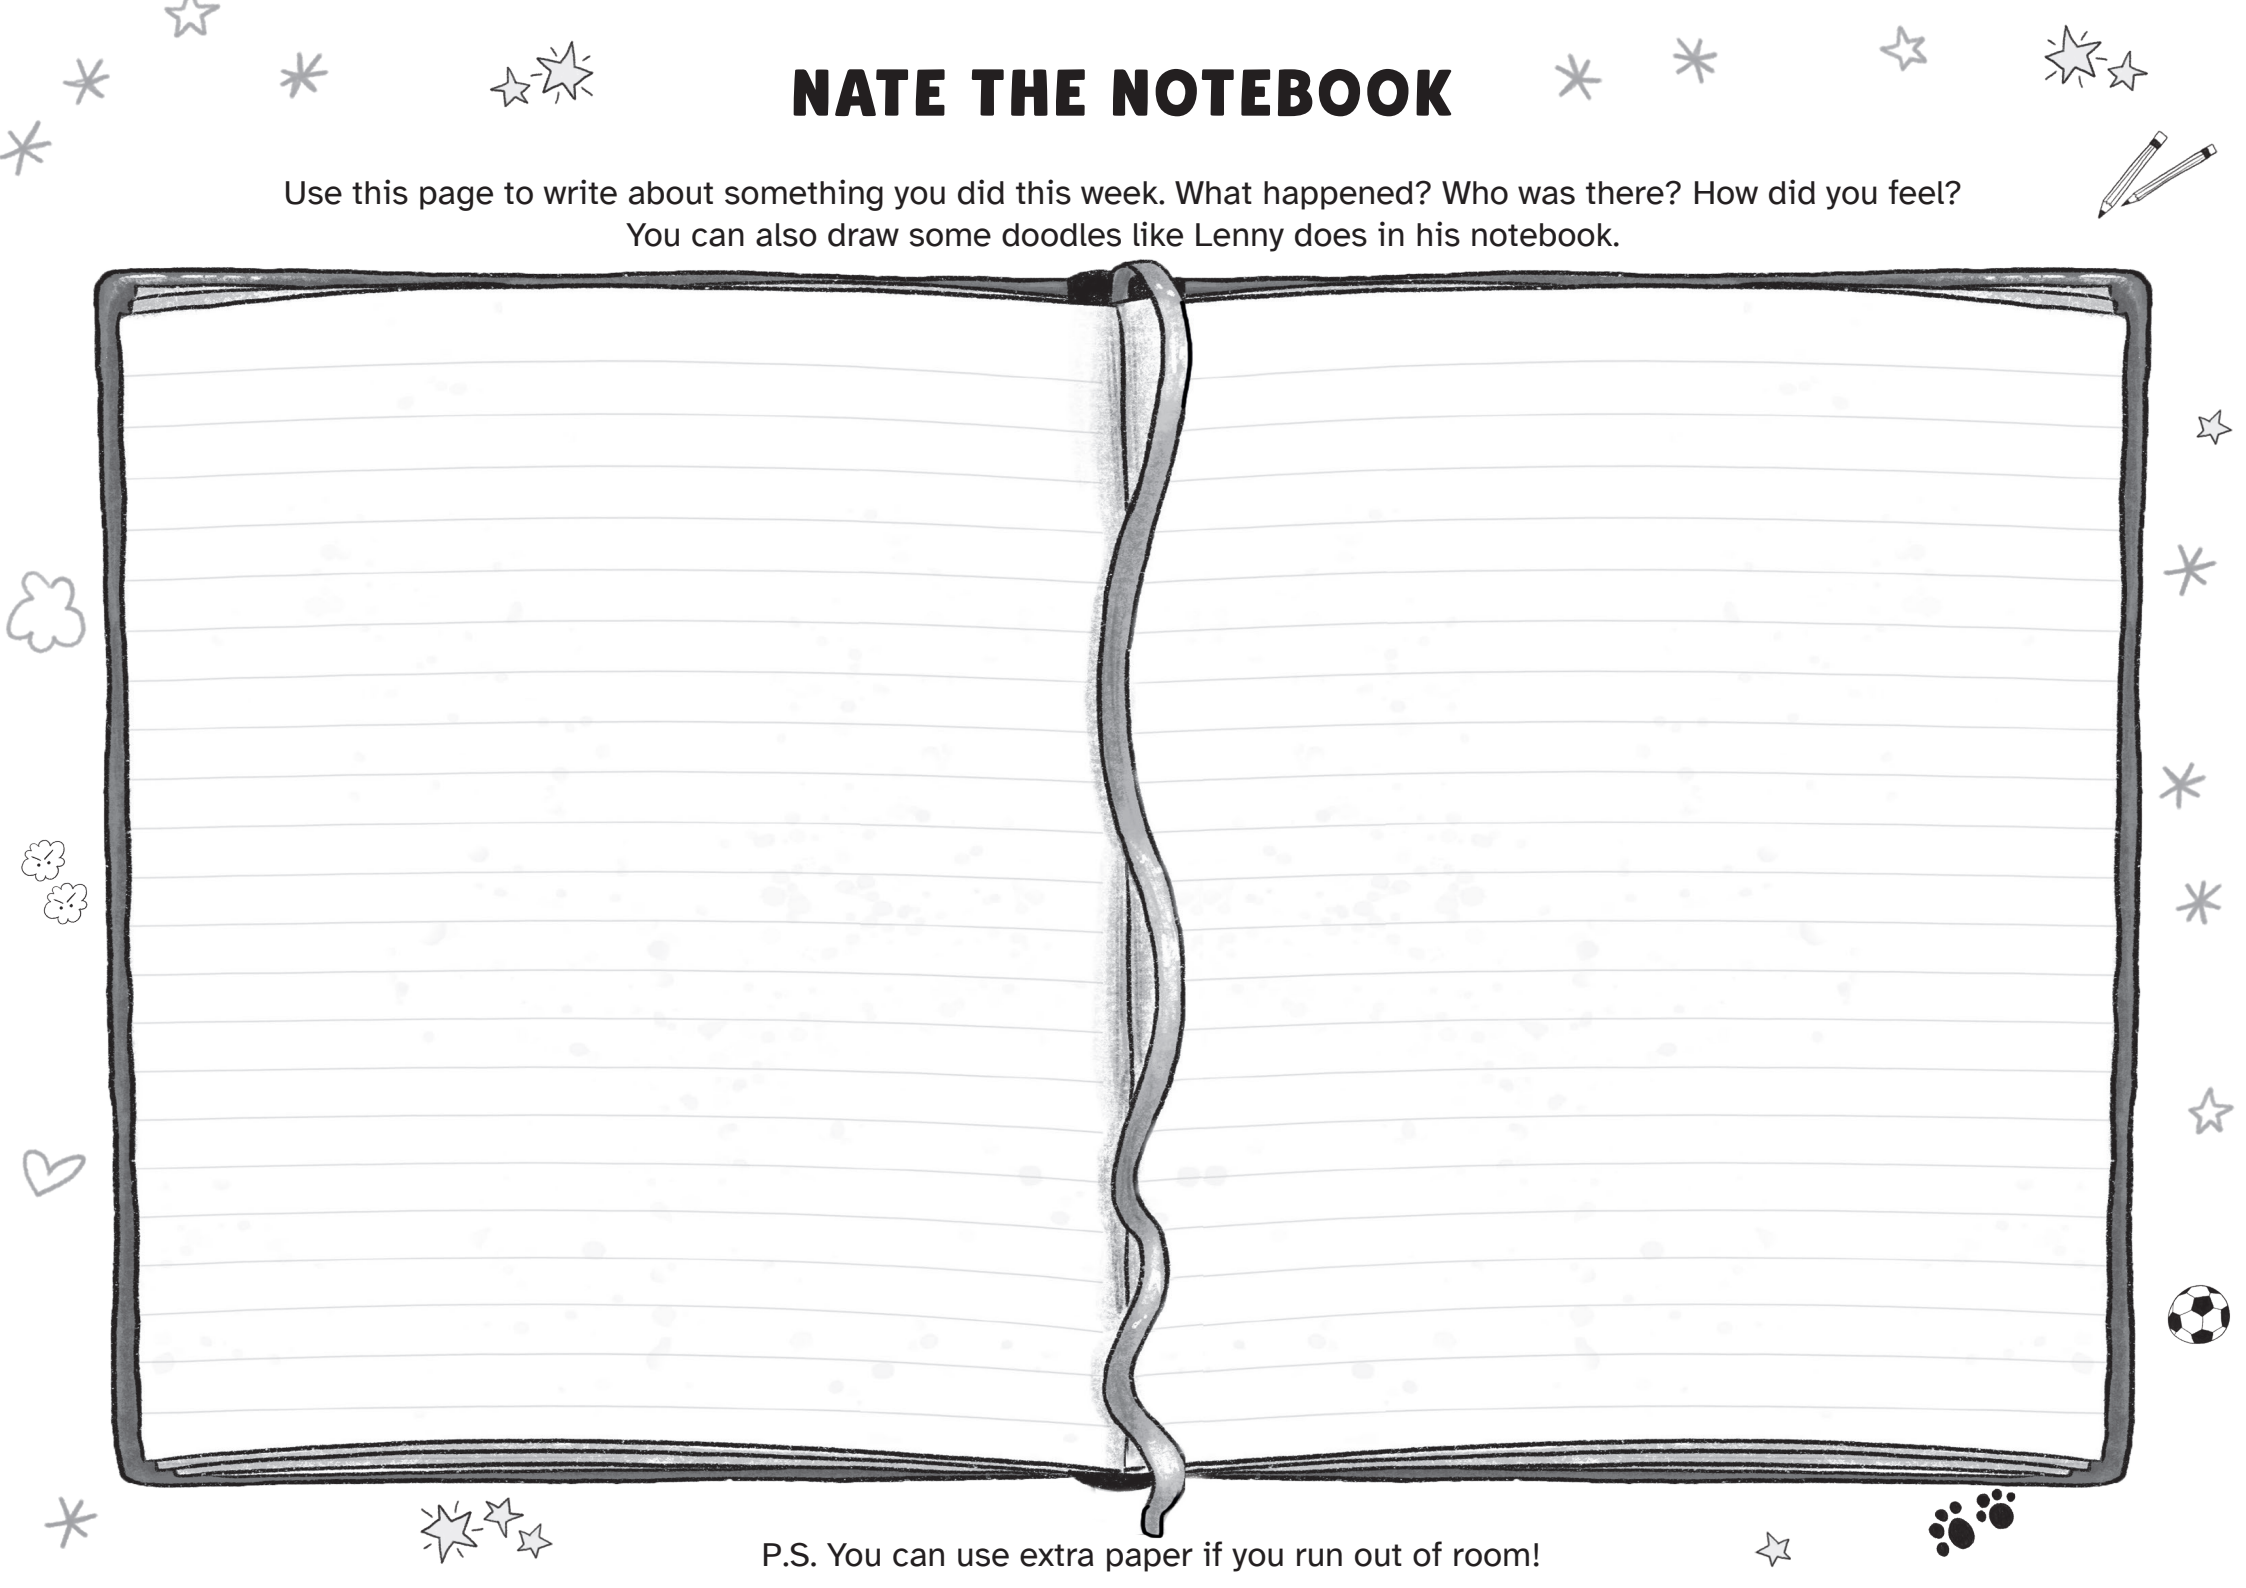 NATE THE NOTEBOOK
Use this page to write about something you did this week. What happened? Who was there? How did you feel?
You can also draw some doodles like Lenny does in his notebook.
P.S. You can use extra paper if you run out of room!